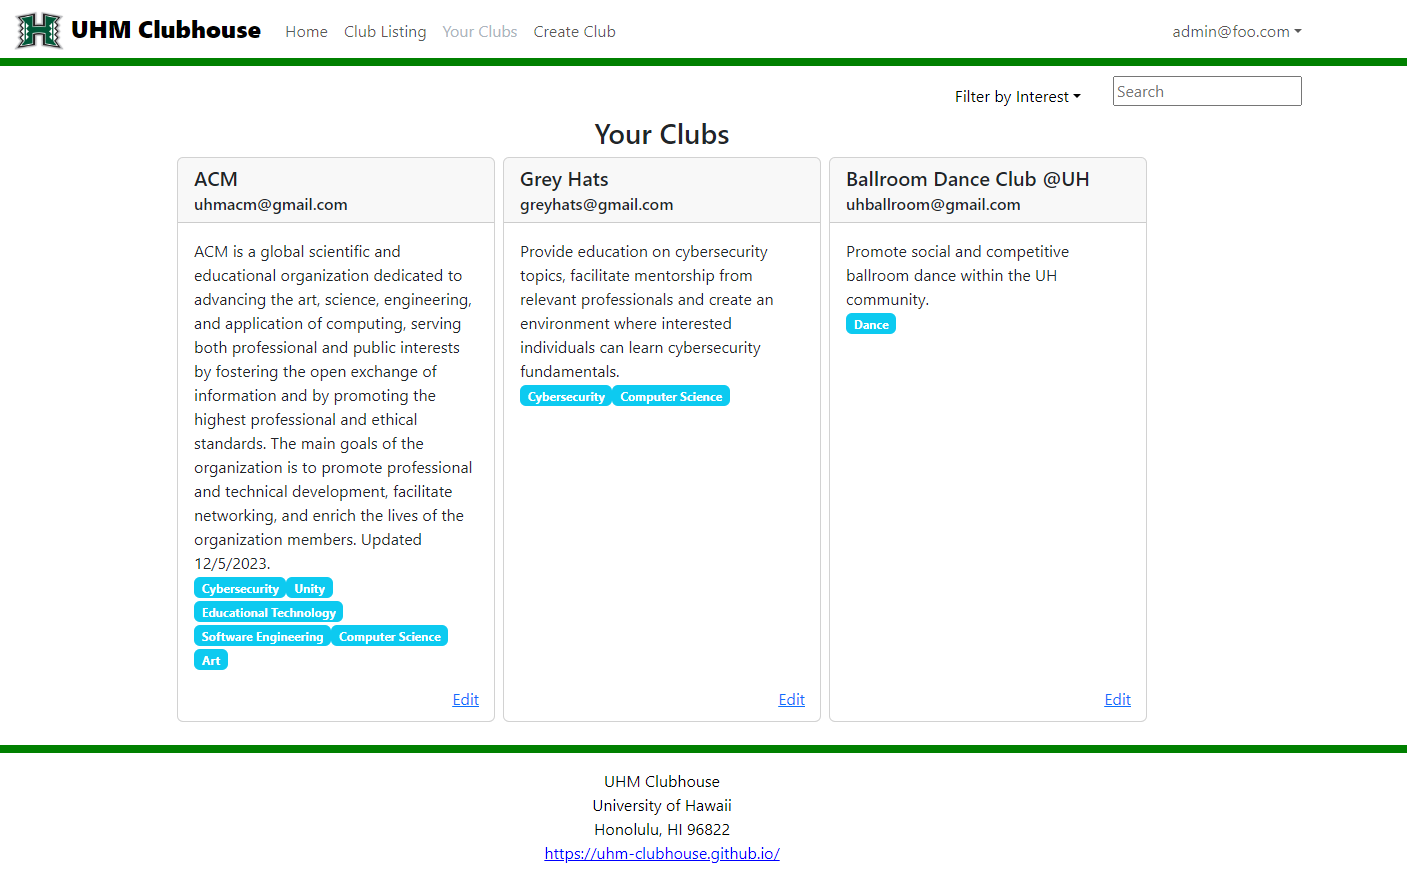 UHM Clubhouse Home Club Listing Your Clubs Create Club admin@foo.com
Filter by Interest Search
Your Clubs
ACM
uhmacm@gmail.com
ACM is a global scientific and
educational organization dedicated to
advancing the art, science, engineering,
and application of computing, serving
both professional and public interests
by fostering the open exchange of
information and by promoting the
highest professional and ethical
standards. The main goals of the
organization is to promote professional
and technical development, facilitate
networking, and enrich the lives of the
organization members. Updated
12/5/2023.
Cybersecurity Unity
Educational Technology
Software Engineering Computer Science
Art
Edit
Grey Hats
greyhats@gmail.com
Provide education on cybersecurity
topics, facilitate mentorship from
relevant professionals and create an
environment where interested
individuals can learn cybersecurity
fundamentals.
Cybersecurity Computer Science
Edit
Ballroom Dance Club @UH
uhballroom@gmail.com
Promote social and competitive
ballroom dance within the UH
community.
Dance
Edit
UHM Clubhouse
University of Hawaii
Honolulu, HI 96822
https://uhm-clubhouse.github.io/